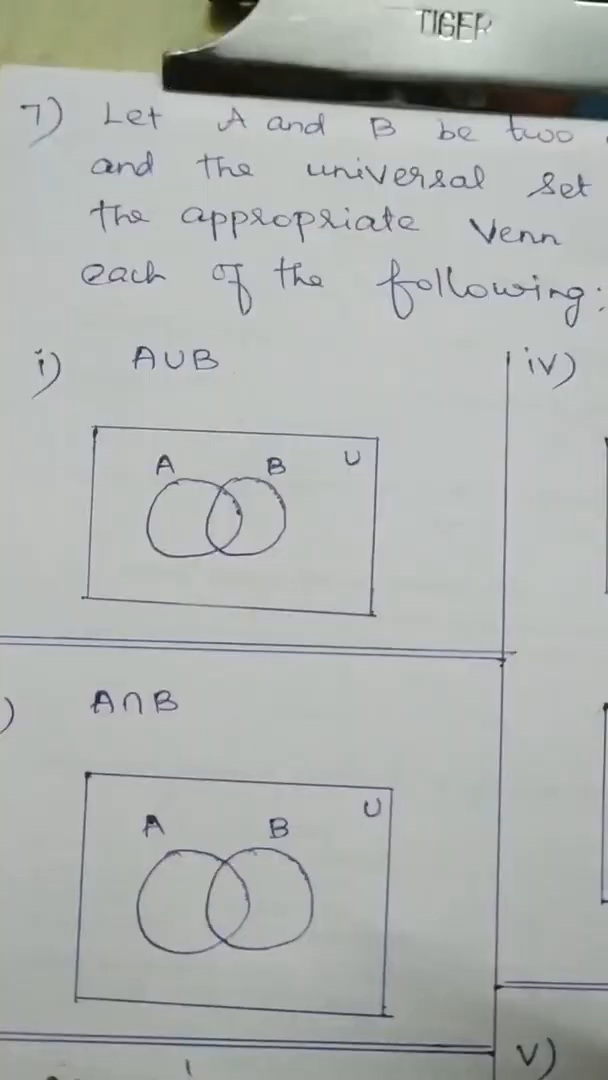 TIGER
7) Let A and B be two
and the universal set
the appropriate Venn
each of the following:
i) A∪B
A B U
) A∩B
A B U
iv)
v)